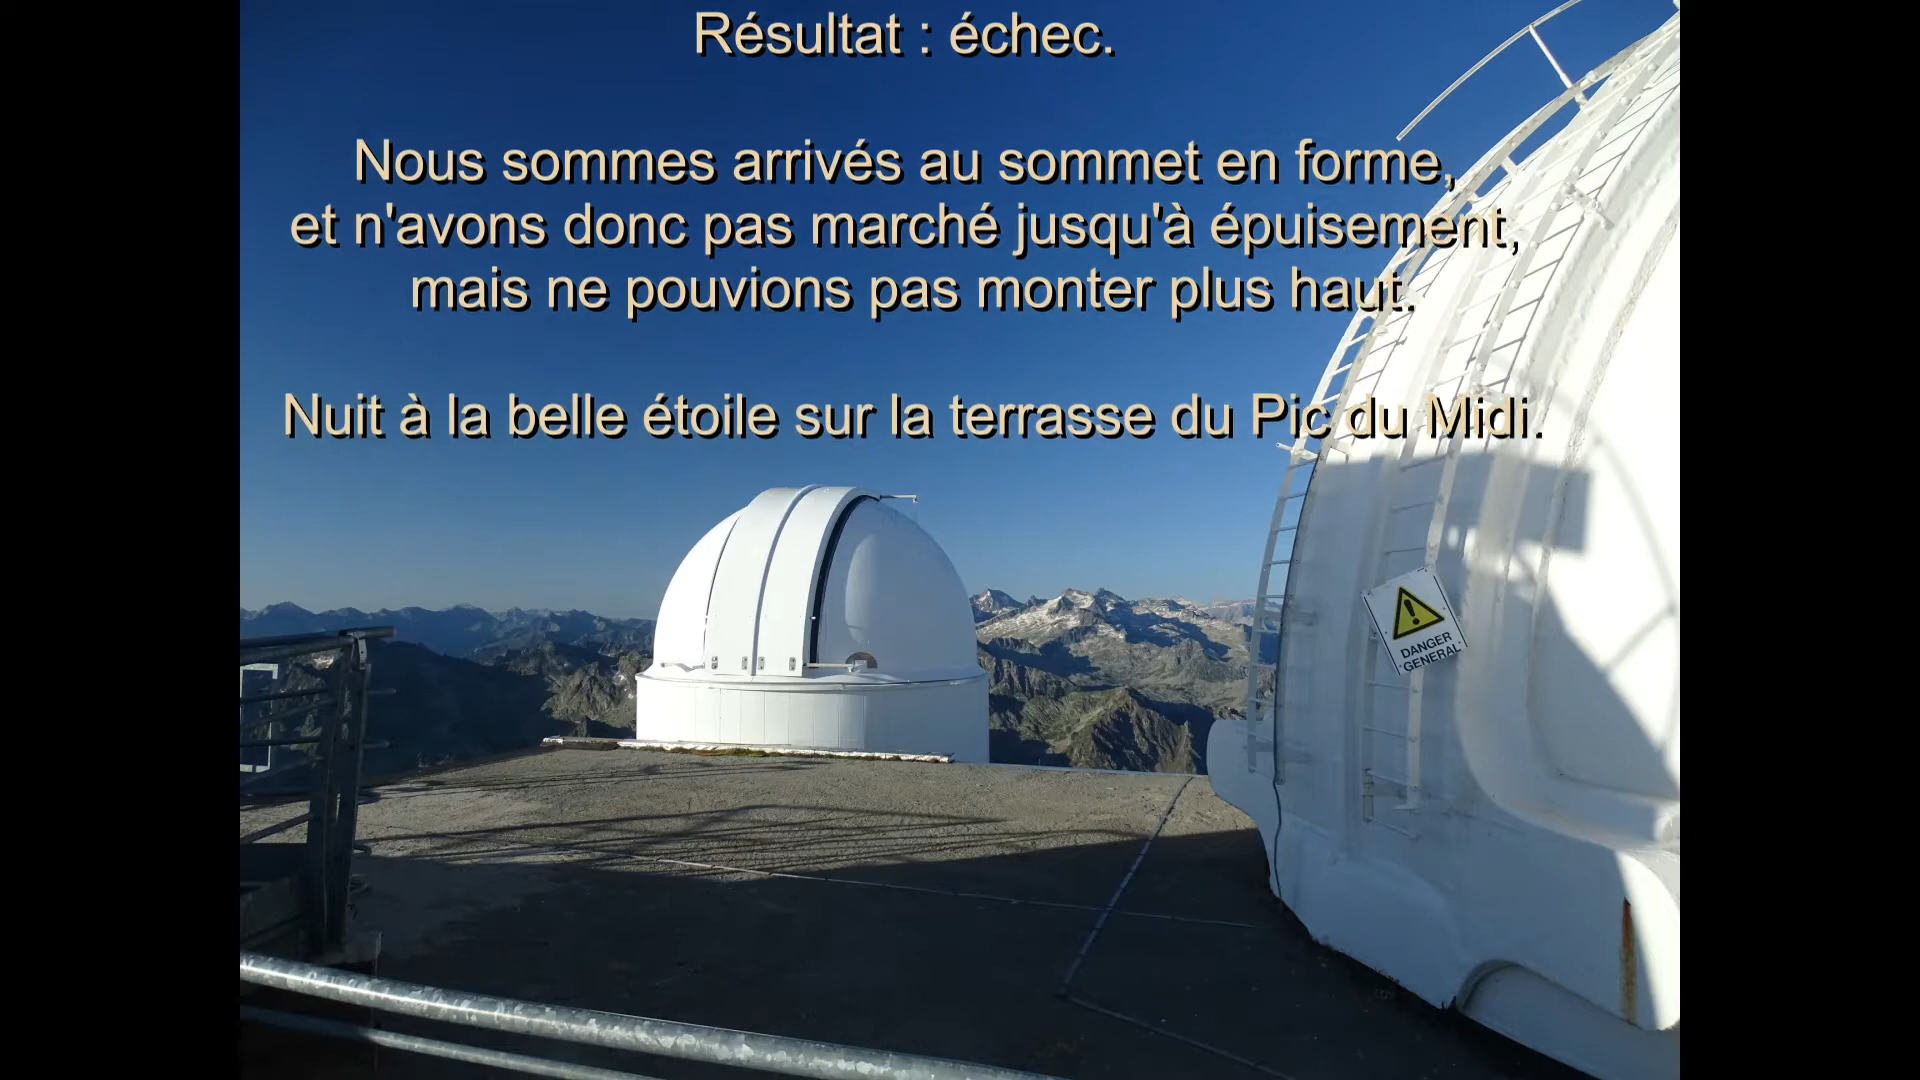 Résultat : échec.
Nous sommes arrivés au sommet en forme,
et n'avons donc pas marché jusqu'à épuisement,
mais ne pouvions pas monter plus haut.
Nuit à la belle étoile sur la terrasse du Pic du Midi.
DANGER
GENERAL